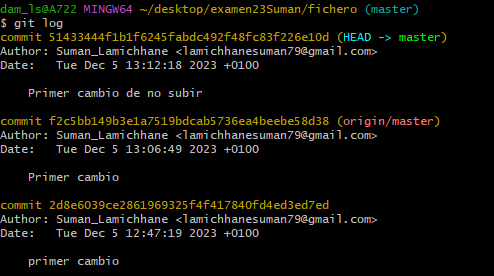 dam_ls@A722 MINGW64 ~/desktop/examen23Suman/fichero (master)
$ git log
commit 51433444f1b1f6245fabdc492f48fc83f226e10d (HEAD -> master)
Author: Suman_Lamichhane <lamichhanesuman79@gmail.com>
Date:   Tue Dec 5 13:12:18 2023 +0100
    Primer cambio de no subir
commit f2c5bb149b3e1a7519bdcab5736ea4beebe58d38 (origin/master)
Author: Suman_Lamichhane <lamichhanesuman79@gmail.com>
Date:   Tue Dec 5 13:06:49 2023 +0100
    Primer cambio
commit 2d8e6039ce2861969325f4f417840fd4ed3ed7ed
Author: Suman_Lamichhane <lamichhanesuman79@gmail.com>
Date:   Tue Dec 5 12:47:19 2023 +0100
    primer cambio